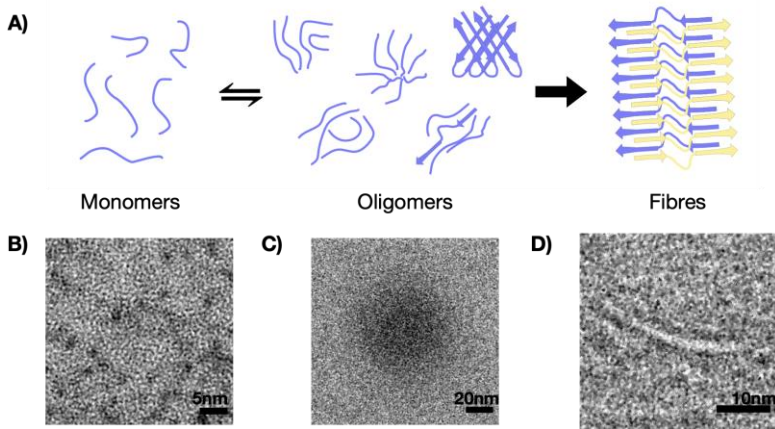 A)
Monomers
Oligomers
Fibres
B)
C)
D)
5nm
20nm
10nm